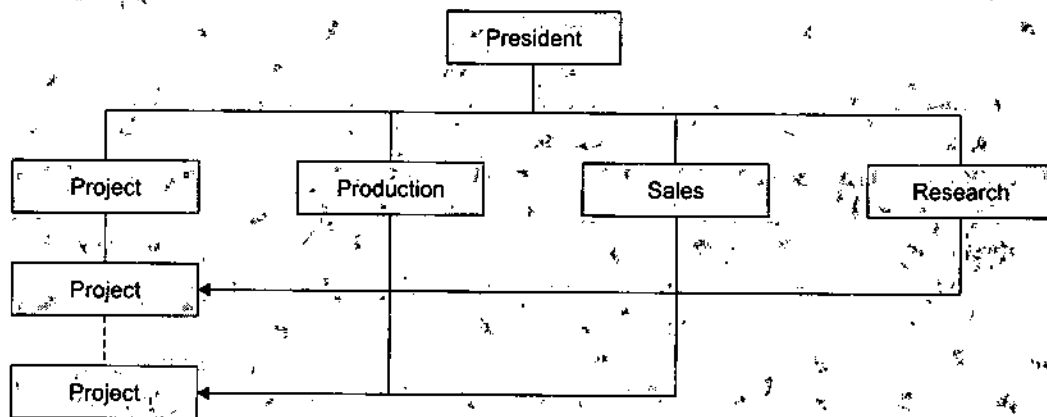 President
Project
Production
Sales
Research
Project
Project